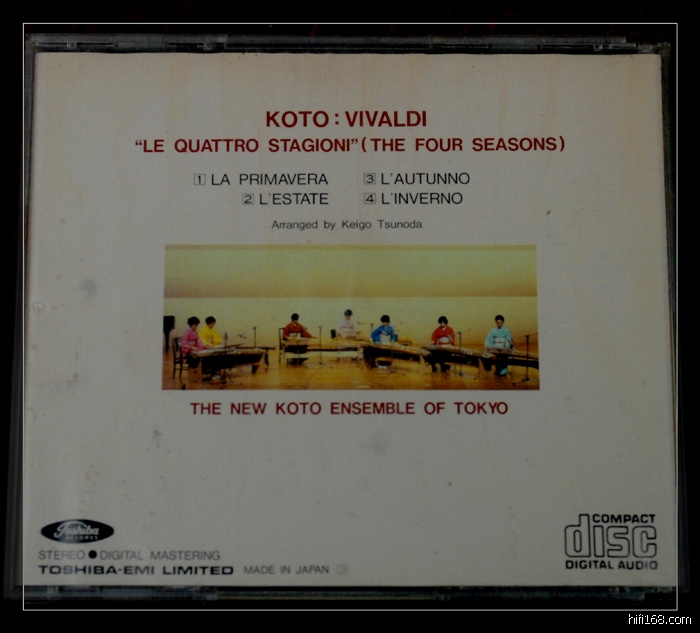 KOTO : VIVALDI
“LE QUATTRO STAGIONI” (THE FOUR SEASONS)
1 LA PRIMAVERA 3 L'AUTUNNO
2 L'ESTATE 4 L'INVERNO
Arranged by Keigo Tsunoda
THE NEW KOTO ENSEMBLE OF TOKYO
Toshiba
RECORDS
STEREO ● DIGITAL MASTERING
TOSHIBA-EMI LIMITED MADE IN JAPAN
COMPACT
disc
DIGITAL AUDIO
hifi168.com